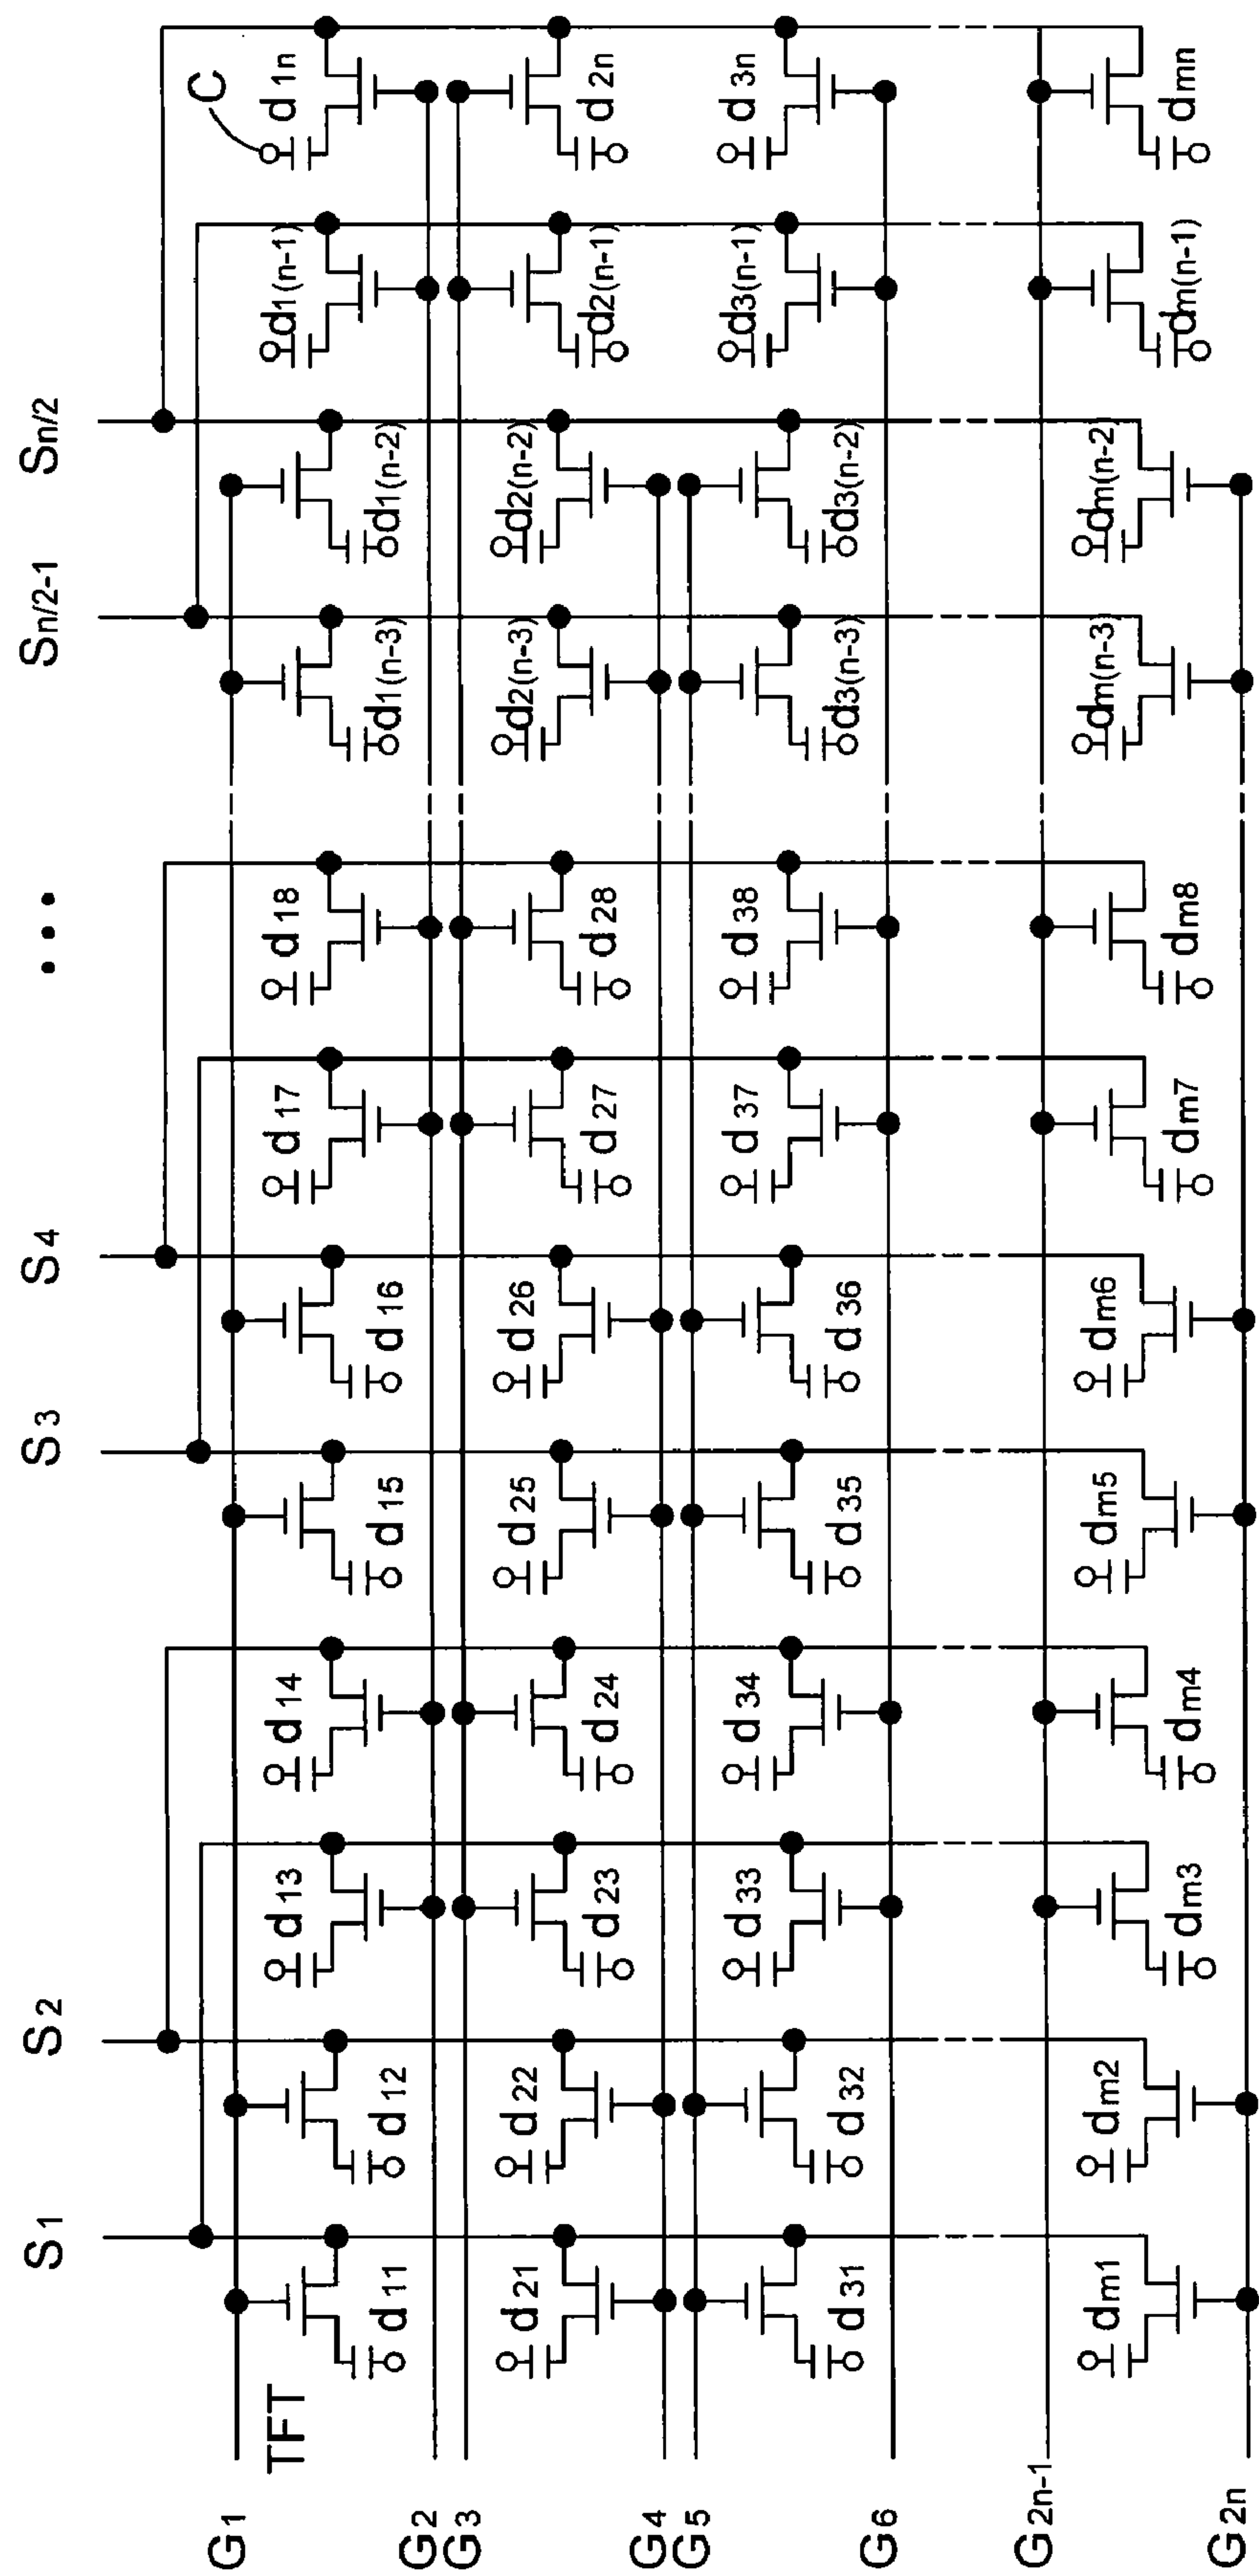 S1 S2 S3 S4 ... Sn/2-1 Sn/2
C
G1
TFT
d11 d12 d13 d14 d15 d16 d17 d18 d1(n-3) d1(n-2) d1(n-1) d1n
G2
G3
d21 d22 d23 d24 d25 d26 d27 d28 d2(n-3) d2(n-2) d2(n-1) d2n
G4
G5
d31 d32 d33 d34 d35 d36 d37 d38 d3(n-3) d3(n-2) d3(n-1) d3n
G6
G2n-1
dm1 dm2 dm3 dm4 dm5 dm6 dm7 dm8 dm(n-3) dm(n-2) dm(n-1) dmn
G2n